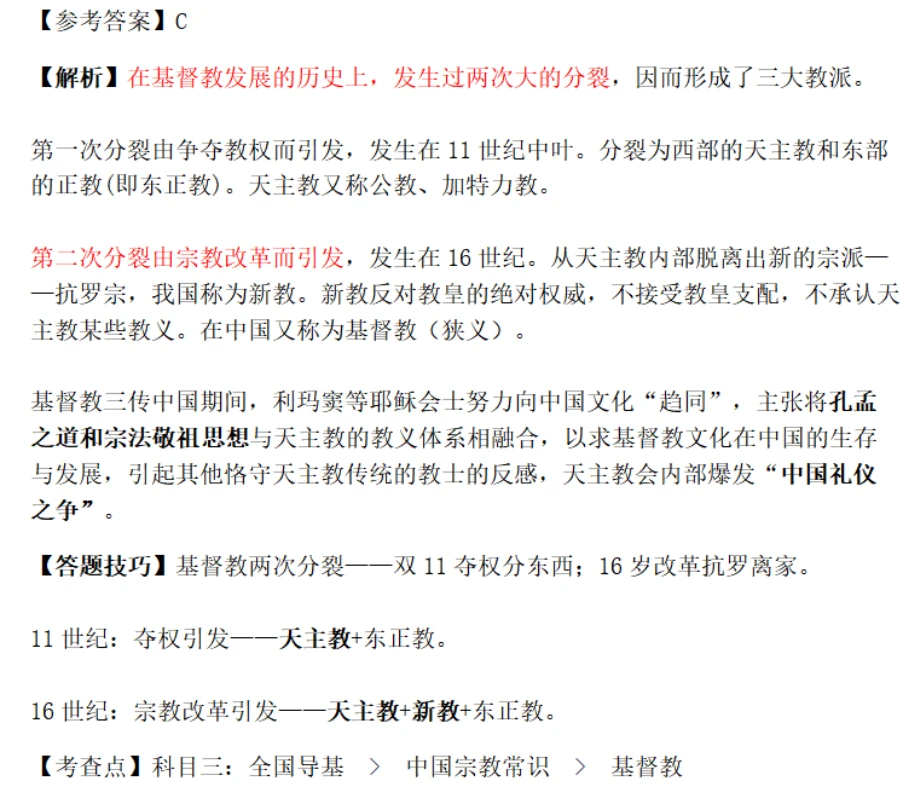 【参考答案】C
【解析】在基督教发展的历史上，发生过两次大的分裂，因而形成了三大教派。
第一次分裂由争夺教权而引发，发生在 11 世纪中叶。分裂为西部的天主教和东部
的正教(即东正教)。天主教又称公教、加特力教。
第二次分裂由宗教改革而引发，发生在 16 世纪。从天主教内部脱离出新的宗派—
—抗罗宗，我国称为新教。新教反对教皇的绝对权威，不接受教皇支配，不承认天
主教某些教义。在中国又称为基督教（狭义）。
基督教三传中国期间，利玛窦等耶稣会士努力向中国文化“趋同”，主张将孔孟
之道和宗法敬祖思想与天主教的教义体系相融合，以求基督教文化在中国的生存
与发展，引起其他恪守天主教传统的教士的反感，天主教会内部爆发“中国礼仪
之争”。
【答题技巧】基督教两次分裂——双 11 夺权分东西；16 岁改革抗罗离家。
11 世纪：夺权引发——天主教+东正教。
16 世纪：宗教改革引发——天主教+新教+东正教。
【考查点】科目三：全国导基 > 中国宗教常识 > 基督教